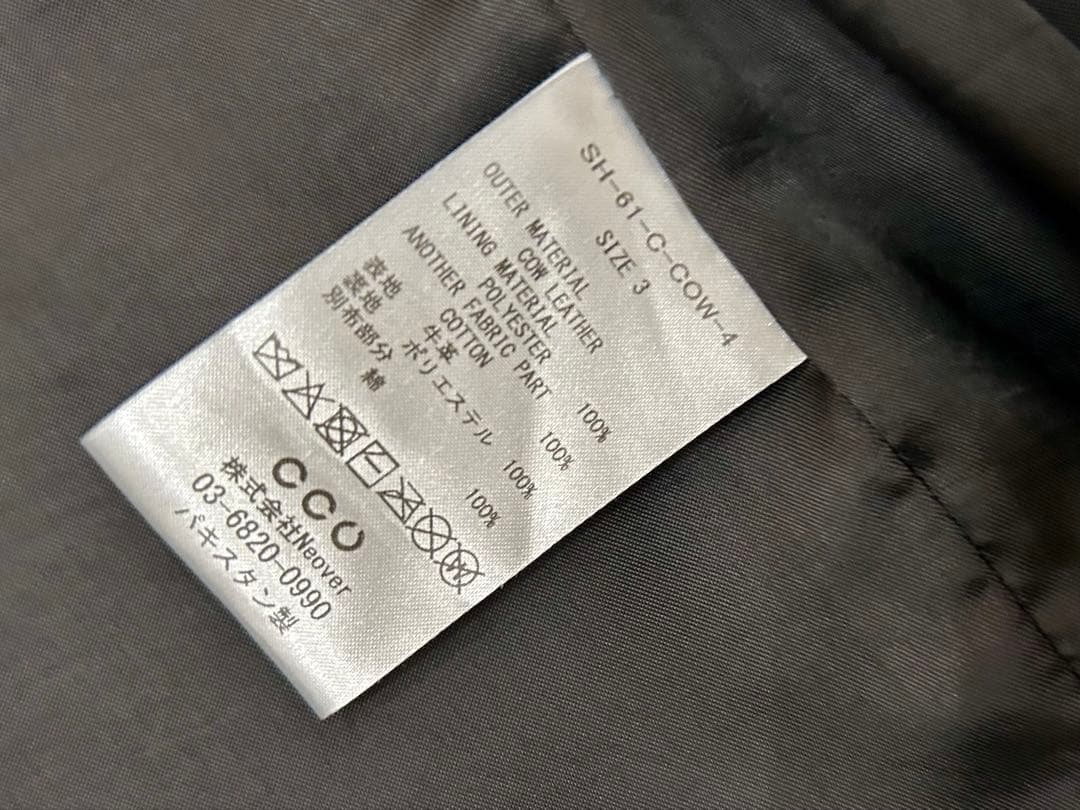 SH-61-C-COW-4
SIZE 3
OUTER MATERIAL
COW LEATHER
LINING MATERIAL
POLYESTER
ANOTHER FABRIC PART
COTTON 100%
表地 牛革 100%
裏地 ポリエステル 100%
別布部分 綿 100%
CCU
株式会社Neover
03-6820-0990
パキスタン製